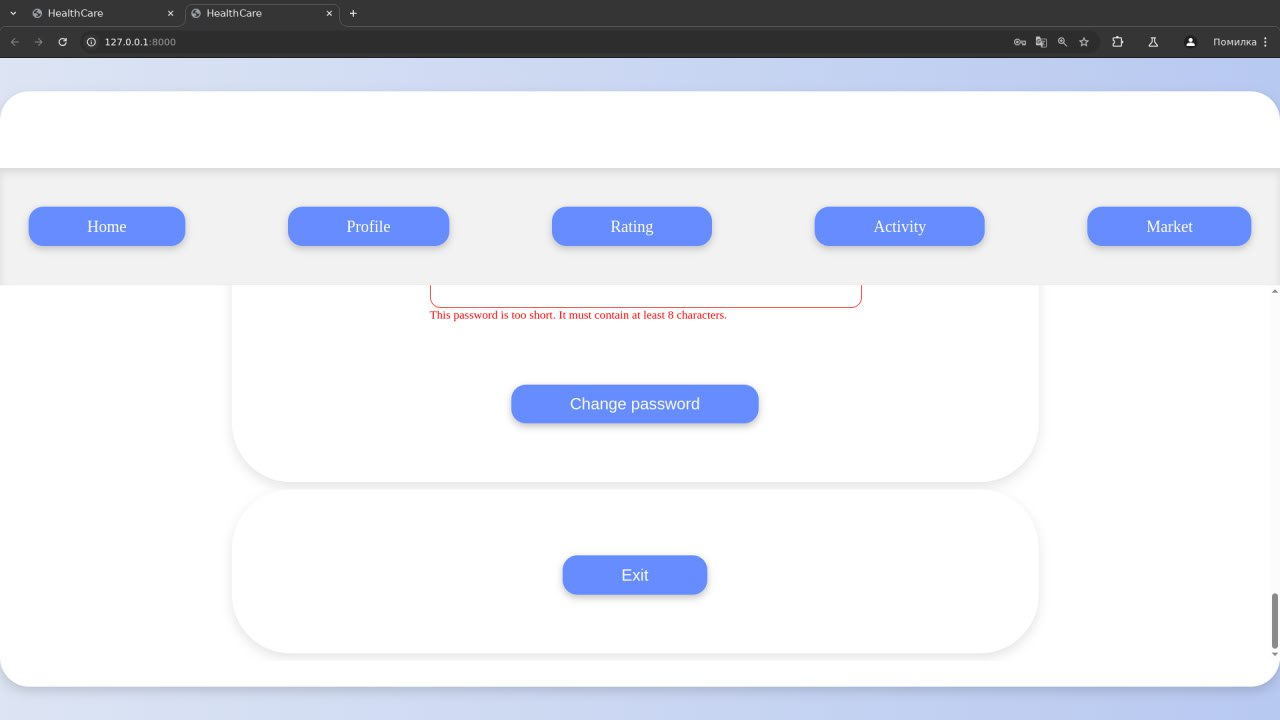 HealthCare
HealthCare
127.0.0.1:8000
Помилка
Home
Profile
Rating
Activity
Market
This password is too short. It must contain at least 8 characters.
Change password
Exit